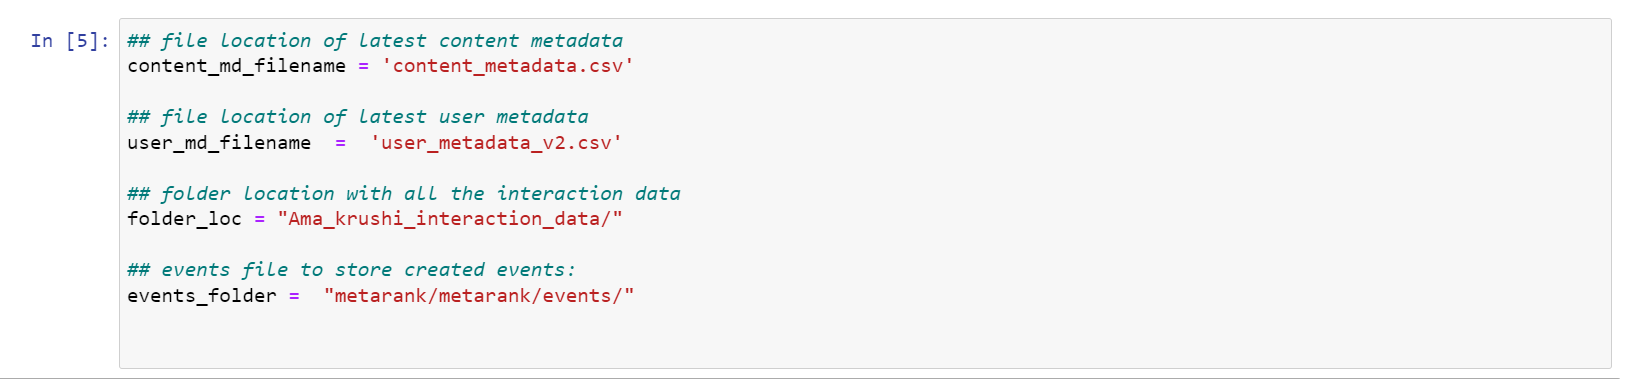 In [5]:
## file location of latest content metadata
content_md_filename = 'content_metadata.csv'
## file location of latest user metadata
user_md_filename  =  'user_metadata_v2.csv'
## folder location with all the interaction data
folder_loc = "Ama_krushi_interaction_data/"
## events file to store created events:
events_folder =  "metarank/metarank/events/"